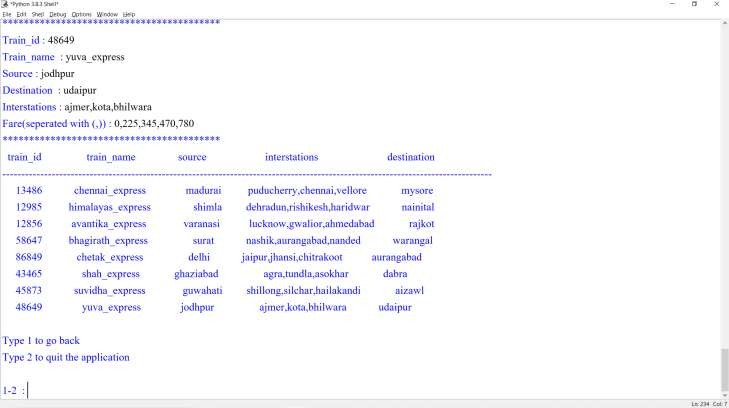 *Python 3.8.3 Shell*
File Edit Shell Debug Options Window Help
*****************************************
Train_id : 48649
Train_name : yuva_express
Source : jodhpur
Destination : udaipur
Interstations : ajmer,kota,bhilwara
Fare(seperated with (,)) : 0,225,345,470,780
*****************************************
train_id train_name source interstations destination
----------------------------------------------------------------------------------------------------------------------------
13486 chennai_express madurai puducherry,chennai,vellore mysore
12985 himalayas_express shimla dehradun,rishikesh,haridwar nainital
12856 avantika_express varanasi lucknow,gwalior,ahmedabad rajkot
58647 bhagirath_express surat nashik,aurangabad,nanded warangal
86849 chetak_express delhi jaipur,jhansi,chitrakoot aurangabad
43465 shah_express ghaziabad agra,tundla,asokhar dabra
45873 suvidha_express guwahati shillong,silchar,hailakandi aizawl
48649 yuva_express jodhpur ajmer,kota,bhilwara udaipur
Type 1 to go back
Type 2 to quit the application
1-2 :
Ln: 234 Col: 7